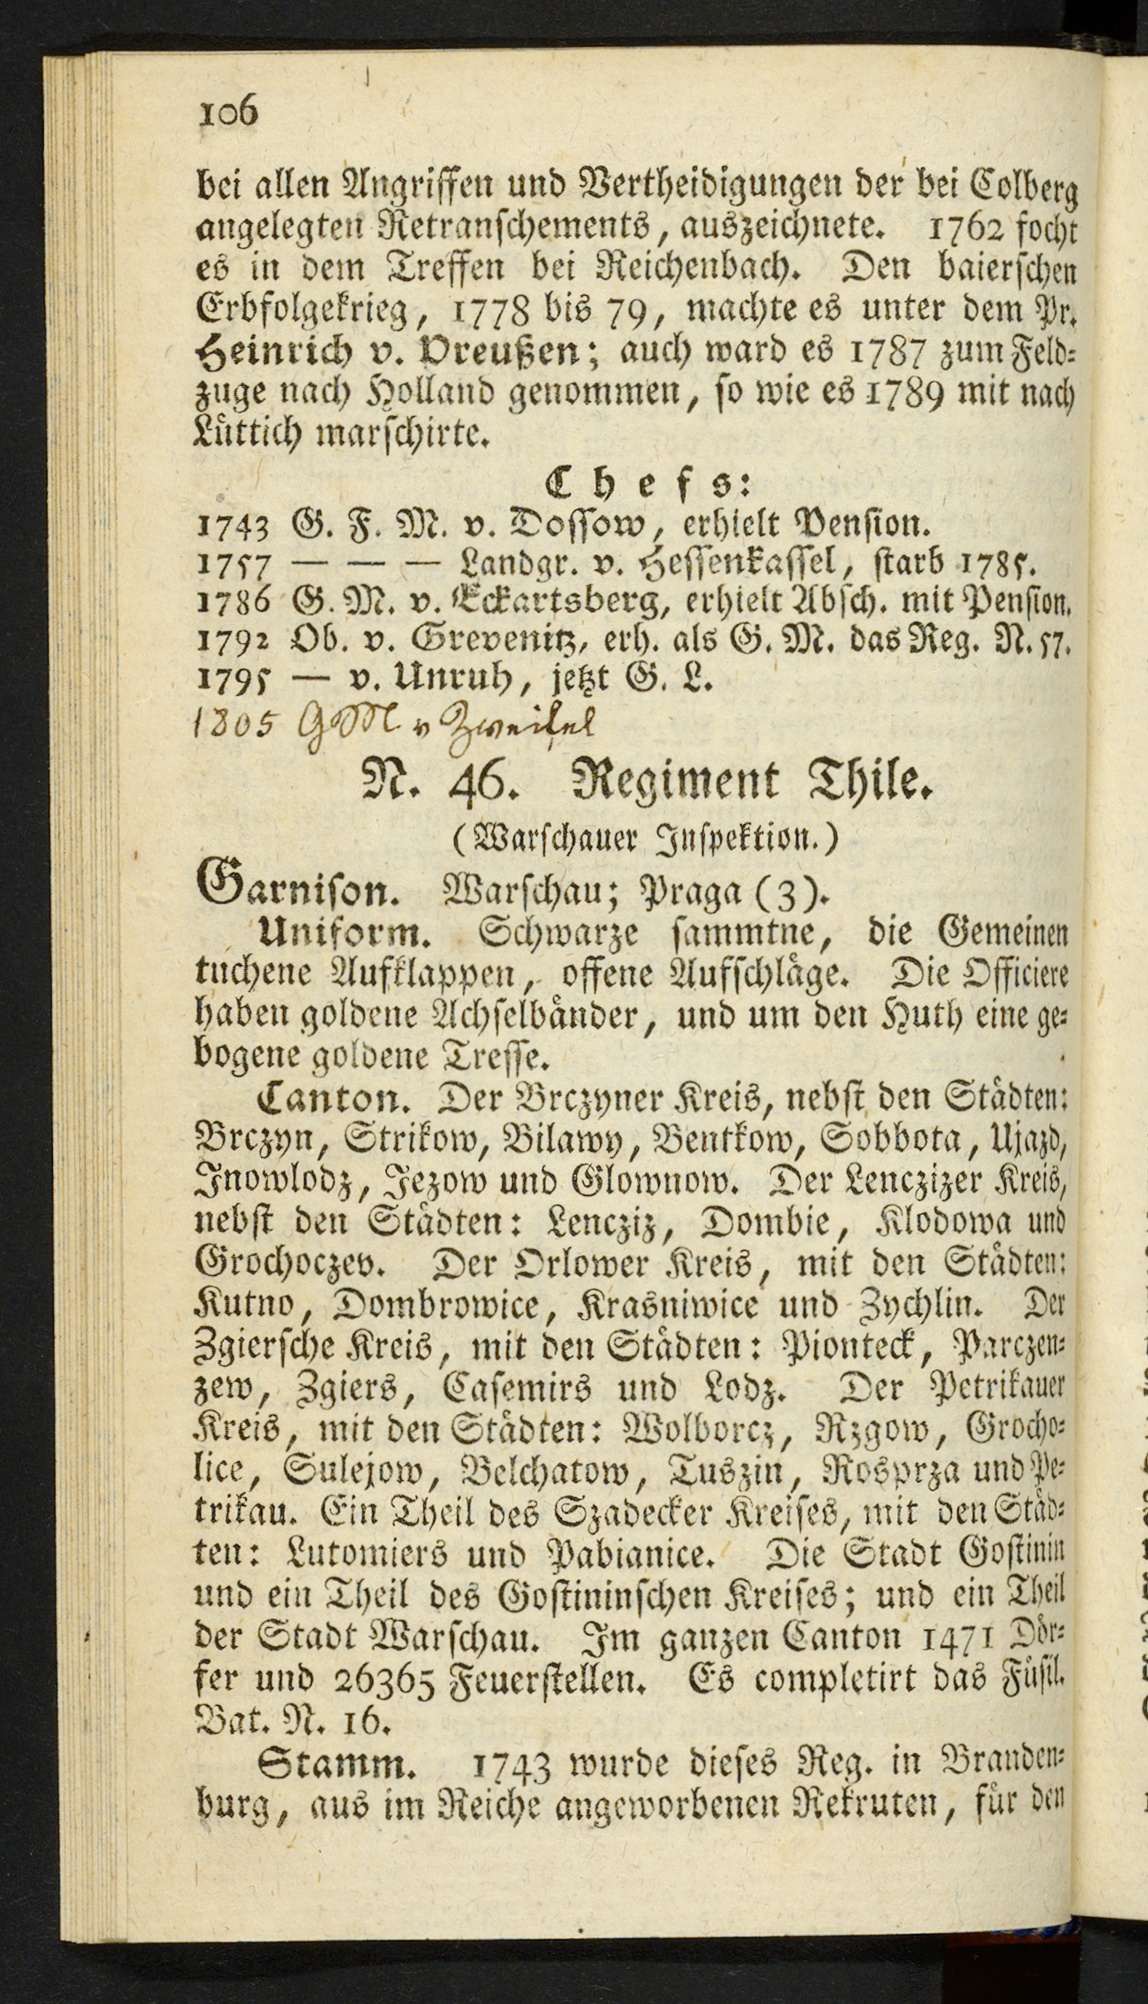 106
bei allen Angriffen und Vertheidigungen der bei Colberg
angelegten Retranschements, auszeichnete. 1762 focht
es in dem Treffen bei Reichenbach. Den baierschen
Erbfolgekrieg, 1778 bis 79, machte es unter dem Pr.
Heinrich v. Preußen; auch ward es 1787 zum Feld-
zuge nach Holland genommen, so wie es 1789 mit nach
Lüttich marschirte.
Chefs:
1743 G. F. M. v. Dossow, erhielt Pension.
1757 — — — Landgr. v. Hessenkassel, starb 1785.
1786 G. M. v. Eckartsberg, erhielt Absch. mit Pension.
1792 Ob. v. Grevenitz, erh. als G. M. das Reg. N. 57.
1795 — v. Unruh, jetzt G. L.
1805 GM v Zweifel
N. 46. Regiment Thile.
(Warschauer Inspektion.)
Garnison. Warschau; Praga (3).
Uniform. Schwarze sammtne, die Gemeinen
tuchene Aufklappen, offene Aufschläge. Die Officiere
haben goldene Achselbänder, und um den Huth eine ge-
bogene goldene Tresse.
Canton. Der Brczyner Kreis, nebst den Städten:
Brczyn, Strikow, Bilawy, Bentkow, Sobbota, Ujazd,
Inowlodz, Jezow und Glownow. Der Lenczizer Kreis,
nebst den Städten: Lencziz, Dombie, Klodowa und
Grochoczev. Der Orlower Kreis, mit den Städten:
Kutno, Dombrowice, Krasniwice und Zychlin. Der
Zgiersche Kreis, mit den Städten: Pionteck, Parczen-
zew, Zgiers, Casemirs und Lodz. Der Petrikauer
Kreis, mit den Städten: Wolborcz, Rzgow, Grocho-
lice, Sulejow, Belchatow, Tuszin, Rosprza und Pe-
trikau. Ein Theil des Szadecker Kreises, mit den Städ-
ten: Lutomiers und Pabianice. Die Stadt Gostinin
und ein Theil des Gostininschen Kreises; und ein Theil
der Stadt Warschau. Im ganzen Canton 1471 Dör-
fer und 26365 Feuerstellen. Es completirt das Füsil.
Bat. N. 16.
Stamm. 1743 wurde dieses Reg. in Branden-
burg, aus im Reiche angeworbenen Rekruten, für den